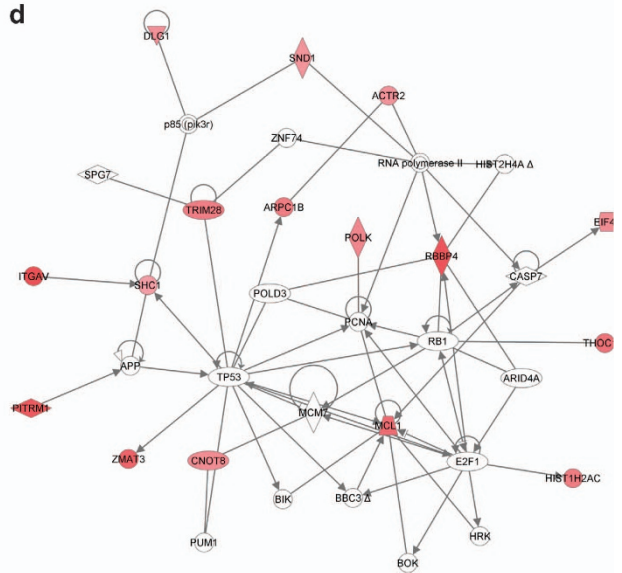 d
DLG1
SND1
ACTR2
p85 (pik3r)
ZNF74
RNA polymerase II
HIST2H4A Δ
SPG7
TRIM28
ARPC1B
POLK
RBBP4
EIF4
CASP7
ITGAV
SHC1
POLD3
PCNA
RB1
THOC
APP
TP53
ARID4A
PITRM1
MCM7
MCL1
ZMAT3
CNOT8
E2F1
HIST1H2AC
BIK
BBC3 Δ
PUM1
HRK
BOK